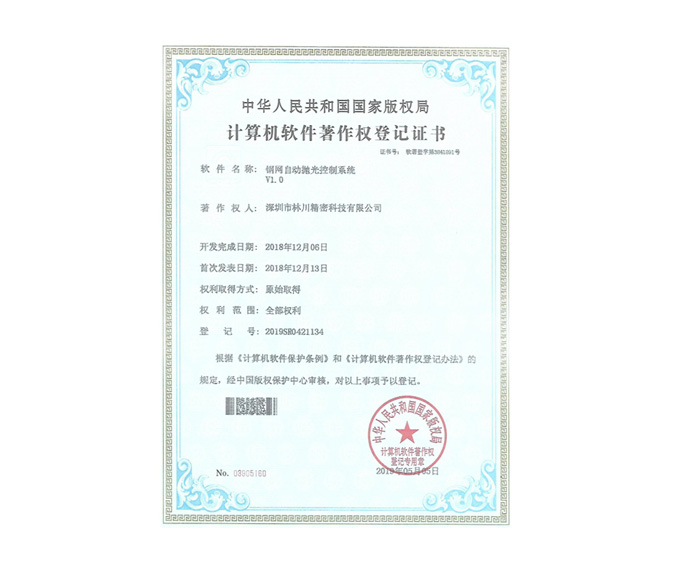 中华人民共和国国家版权局
计算机软件著作权登记证书
证书号: 软著登字第3841891号
软件名称: 钢网自动抛光控制系统
V1.0
著作权人: 深圳市林川精密科技有限公司
开发完成日期: 2018年12月06日
首次发表日期: 2018年12月13日
权利取得方式: 原始取得
权利范围: 全部权利
登记号: 2019SR0421134
根据《计算机软件保护条例》和《计算机软件著作权登记办法》的
规定,经中国版权保护中心审核,对以上事项予以登记。
中华人民共和国国家版权局
计算机软件著作权
登记专用章
No. 03905160
2019年05月05日